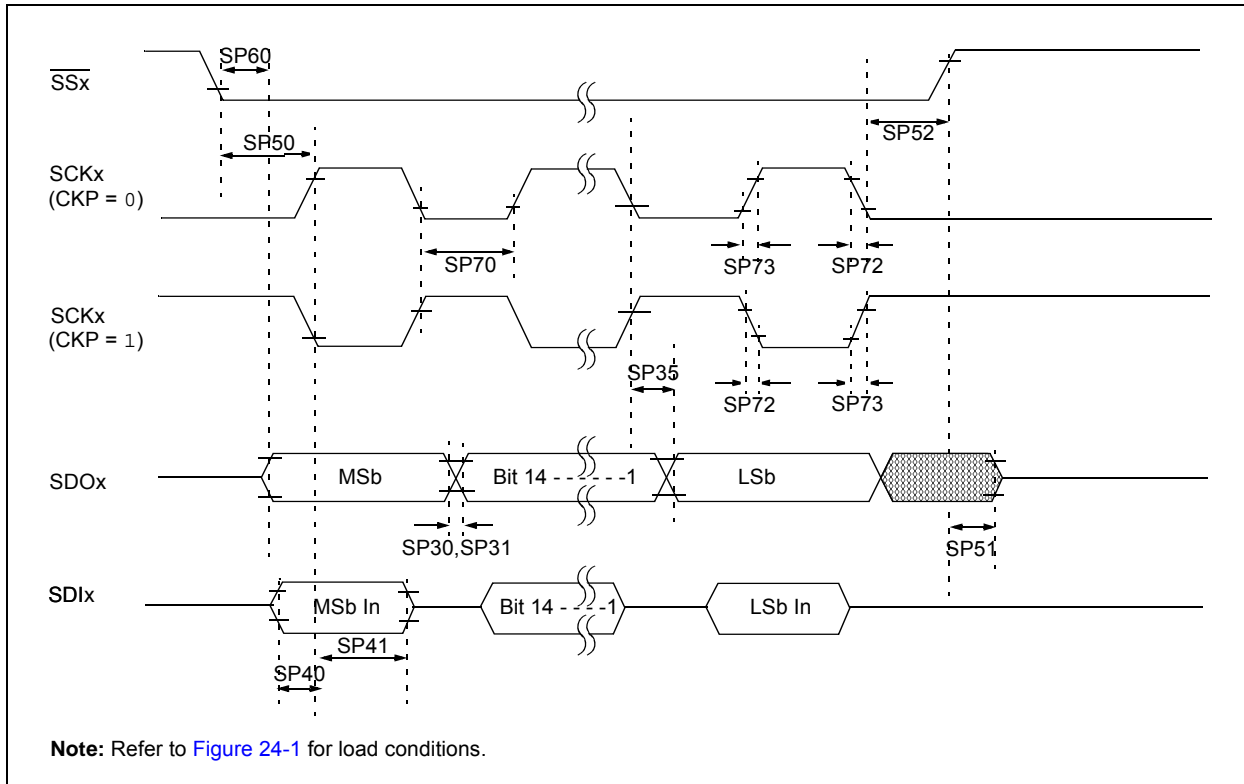 SP60
SSx
SP50
SP52
SCKx
(CKP = 0)
SP70
SP73
SP72
SCKx
(CKP = 1)
SP35
SP72
SP73
SDOx
MSb
Bit 14 - - - - - -1
LSb
SP30,SP31
SP51
SDIx
MSb In
Bit 14 - - - -1
LSb In
SP41
SP40
Note: Refer to Figure 24-1 for load conditions.